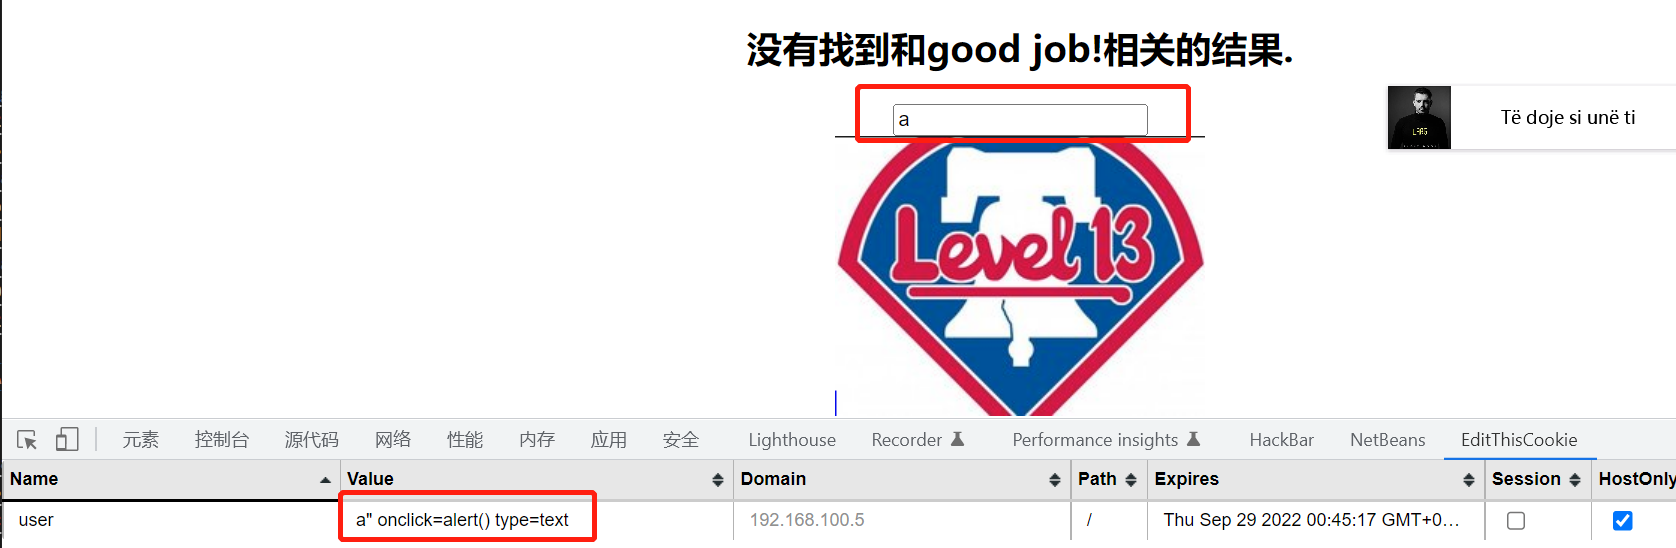 没有找到和good job!相关的结果.
a
Të doje si unë ti
Level 13
元素 控制台 源代码 网络 性能 内存 应用 安全 Lighthouse Recorder Performance insights HackBar NetBeans EditThisCookie
Name Value Domain Path Expires Session HostOnly
user a" onclick=alert() type=text 192.168.100.5 / Thu Sep 29 2022 00:45:17 GMT+0…